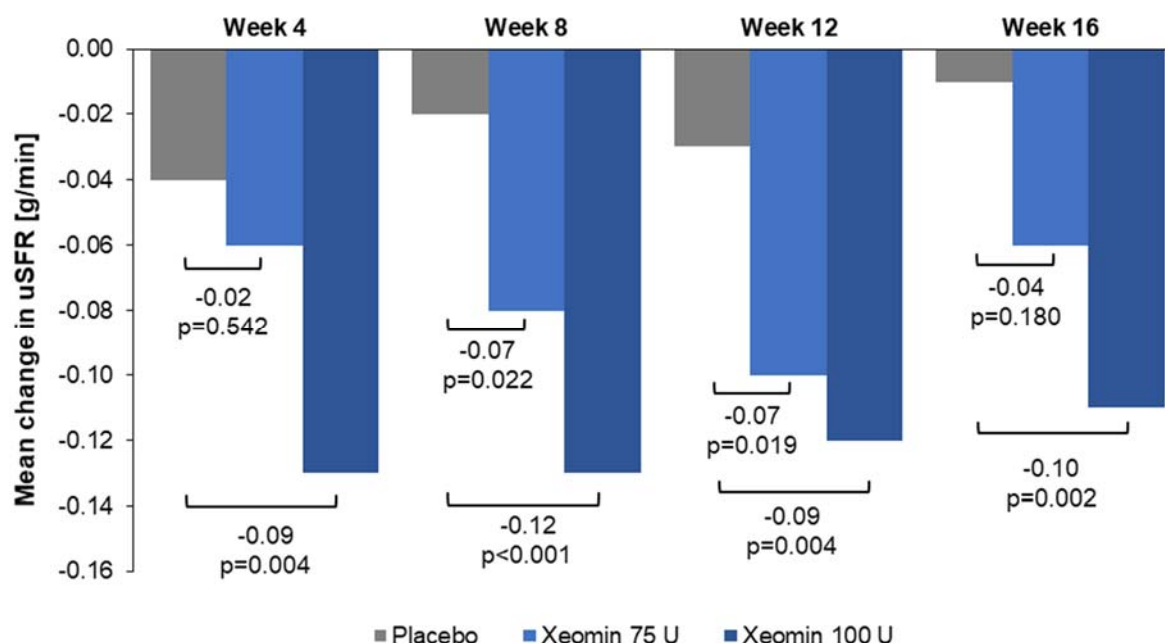 Week 4 Week 8 Week 12 Week 16
Mean change in uSFR [g/min]
0.00
-0.02
-0.04
-0.06
-0.08
-0.10
-0.12
-0.14
-0.16
-0.02
p=0.542
-0.09
p=0.004
-0.07
p=0.022
-0.12
p<0.001
-0.07
p=0.019
-0.09
p=0.004
-0.04
p=0.180
-0.10
p=0.002
Placebo Xeomin 75 U Xeomin 100 U